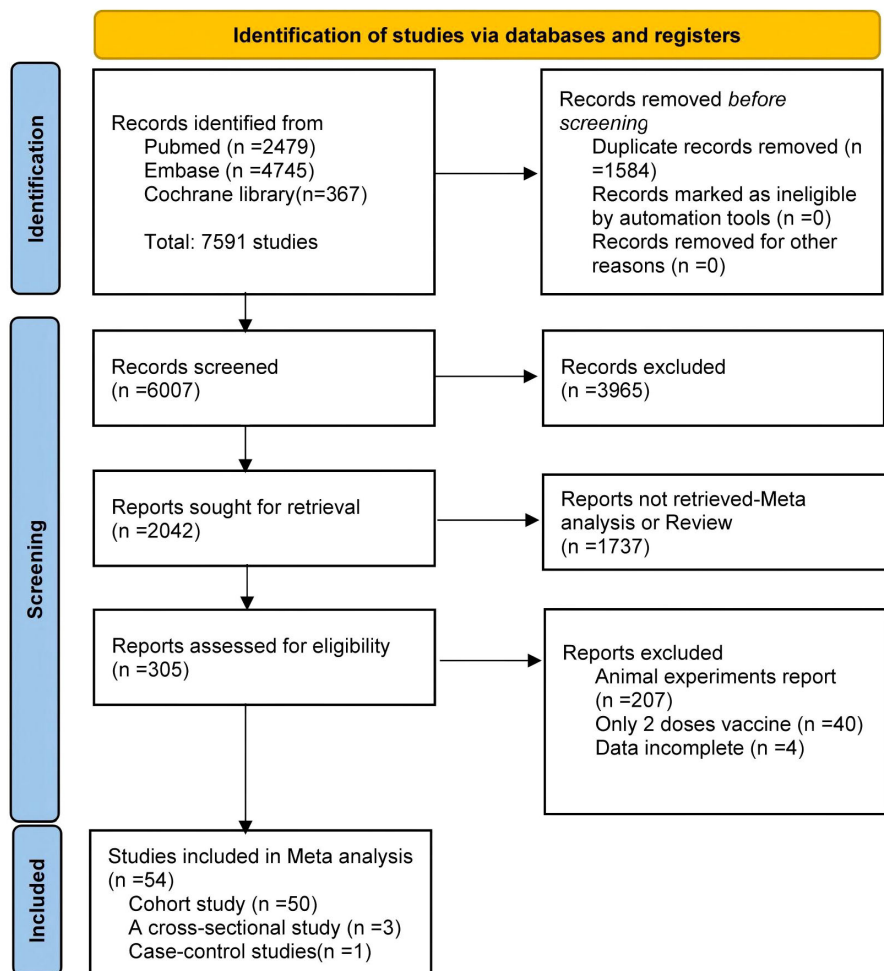 Identification of studies via databases and registers
Identification
Records identified from
Pubmed (n =2479)
Embase (n =4745)
Cochrane library(n=367)
Total: 7591 studies
Records removed before
screening
Duplicate records removed (n
=1584)
Records marked as ineligible
by automation tools (n =0)
Records removed for other
reasons (n =0)
Screening
Records screened
(n =6007)
Records excluded
(n =3965)
Reports sought for retrieval
(n =2042)
Reports not retrieved-Meta
analysis or Review
(n =1737)
Reports assessed for eligibility
(n =305)
Reports excluded
Animal experiments report
(n =207)
Only 2 doses vaccine (n =40)
Data incomplete (n =4)
Included
Studies included in Meta analysis
(n =54)
Cohort study (n =50)
A cross-sectional study (n =3)
Case-control studies(n =1)